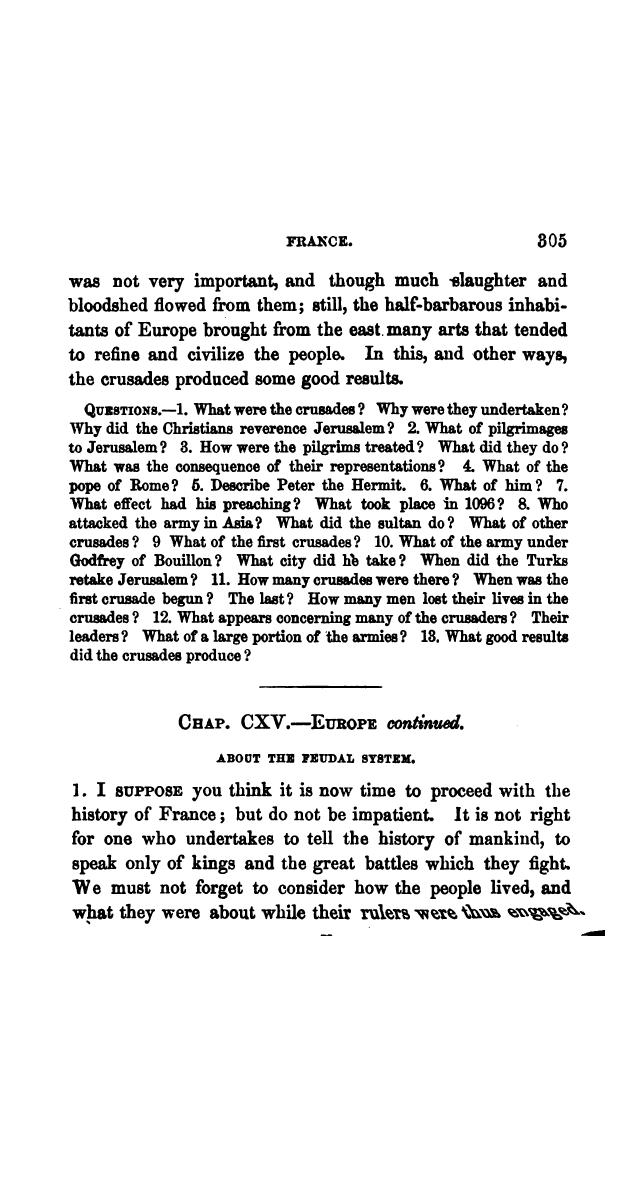 FRANCE. 305
was not very important, and though much slaughter and
bloodshed flowed from them; still, the half-barbarous inhabi-
tants of Europe brought from the east many arts that tended
to refine and civilize the people. In this, and other ways,
the crusades produced some good results.
QUESTIONS.—1. What were the crusades? Why were they undertaken?
Why did the Christians reverence Jerusalem? 2. What of pilgrimages
to Jerusalem? 3. How were the pilgrims treated? What did they do?
What was the consequence of their representations? 4. What of the
pope of Rome? 5. Describe Peter the Hermit. 6. What of him? 7.
What effect had his preaching? What took place in 1096? 8. Who
attacked the army in Asia? What did the sultan do? What of other
crusades? 9 What of the first crusades? 10. What of the army under
Godfrey of Bouillon? What city did he take? When did the Turks
retake Jerusalem? 11. How many crusades were there? When was the
first crusade begun? The last? How many men lost their lives in the
crusades? 12. What appears concerning many of the crusaders? Their
leaders? What of a large portion of the armies? 13. What good results
did the crusades produce?
CHAP. CXV.—EUROPE continued.
ABOUT THE FEUDAL SYSTEM.
1. I SUPPOSE you think it is now time to proceed with the
history of France; but do not be impatient. It is not right
for one who undertakes to tell the history of mankind, to
speak only of kings and the great battles which they fight.
We must not forget to consider how the people lived, and
what they were about while their rulers were thus engaged.